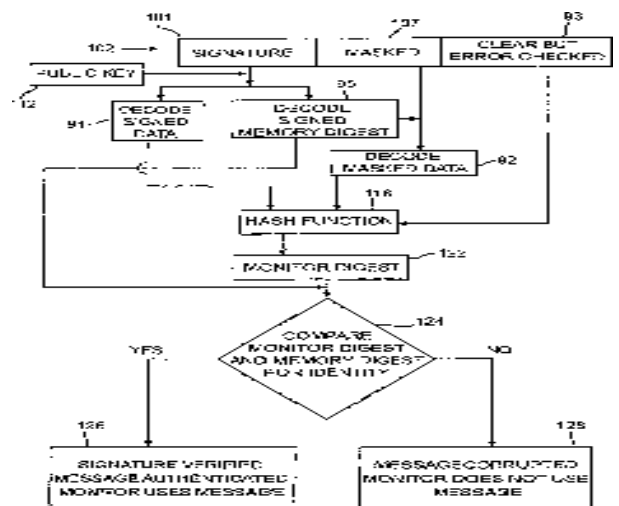 101
102
SIGNATURE
MASKED
93
CLEAR BUT
ERROR CHECKED
PUBLIC KEY
12
91
DECODE
SIGNED
DATA
95
DECODE
SIGNED
MEMORY DIGEST
DECODE
MASKED DATA
92
116
HASH FUNCTION
MONITOR DIGEST
122
124
COMPARE
MONITOR DIGEST
AND MEMORY DIGEST
FOR IDENTITY
YES
NO
126
SIGNATURE VERIFIED
MESSAGE AUTHENTICATED
MONITOR USES MESSAGE
128
MESSAGE CORRUPTED
MONITOR DOES NOT USE
MESSAGE